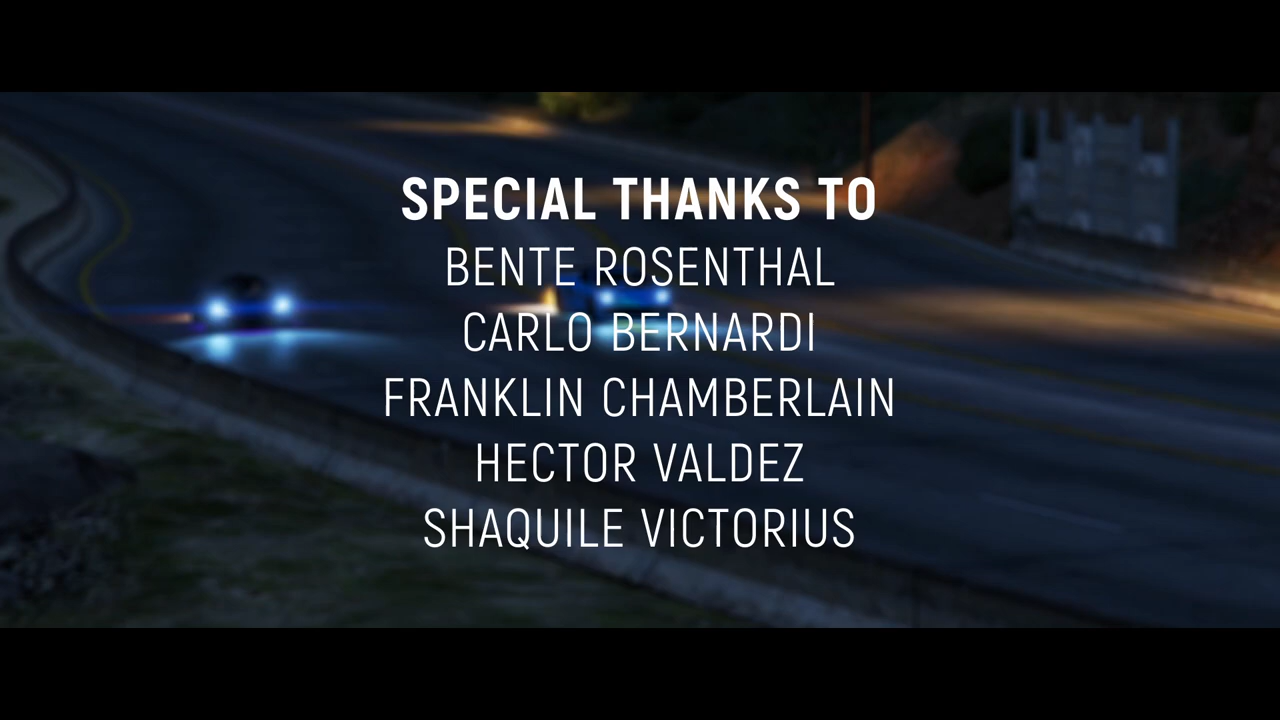 SPECIAL THANKS TO
BENTE ROSENTHAL
CARLO BERNARDI
FRANKLIN CHAMBERLAIN
HECTOR VALDEZ
SHAQUILE VICTORIUS